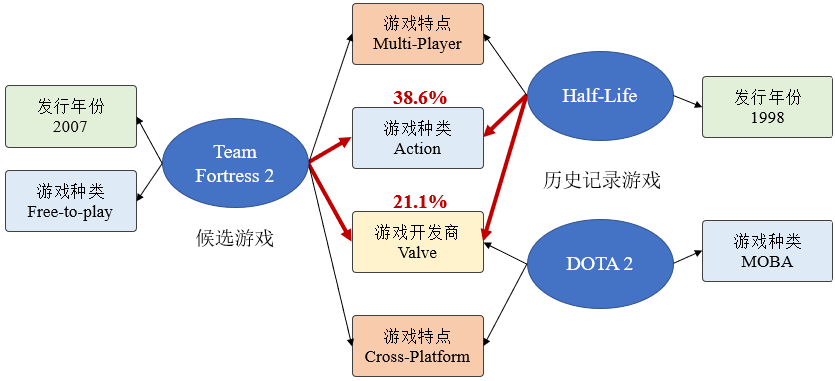 游戏特点
Multi-Player
38.6%
游戏种类
Action
21.1%
游戏开发商
Valve
游戏特点
Cross-Platform
发行年份
2007
游戏种类
Free-to-play
Team
Fortress 2
候选游戏
Half-Life
历史记录游戏
DOTA 2
发行年份
1998
游戏种类
MOBA